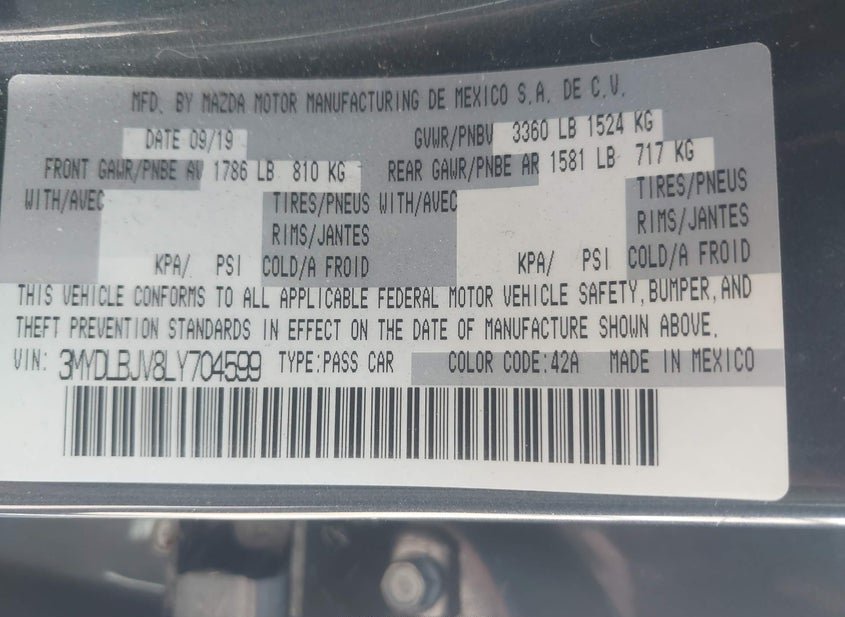 MFD. BY MAZDA MOTOR MANUFACTURING DE MEXICO S.A. DE C.V.
DATE 09/19 GVWR/PNBV 3360 LB 1524 KG
FRONT GAWR/PNBE AV 1786 LB 810 KG REAR GAWR/PNBE AR 1581 LB 717 KG
WITH/AVEC TIRES/PNEUS WITH/AVEC TIRES/PNEUS
RIMS/JANTES RIMS/JANTES
KPA/ PSI COLD/A FROID KPA/ PSI COLD/A FROID
THIS VEHICLE CONFORMS TO ALL APPLICABLE FEDERAL MOTOR VEHICLE SAFETY, BUMPER, AND
THEFT PREVENTION STANDARDS IN EFFECT ON THE DATE OF MANUFACTURE SHOWN ABOVE.
VIN: 3MVDLBJV8LY704599 TYPE:PASS CAR COLOR CODE:42A MADE IN MEXICO